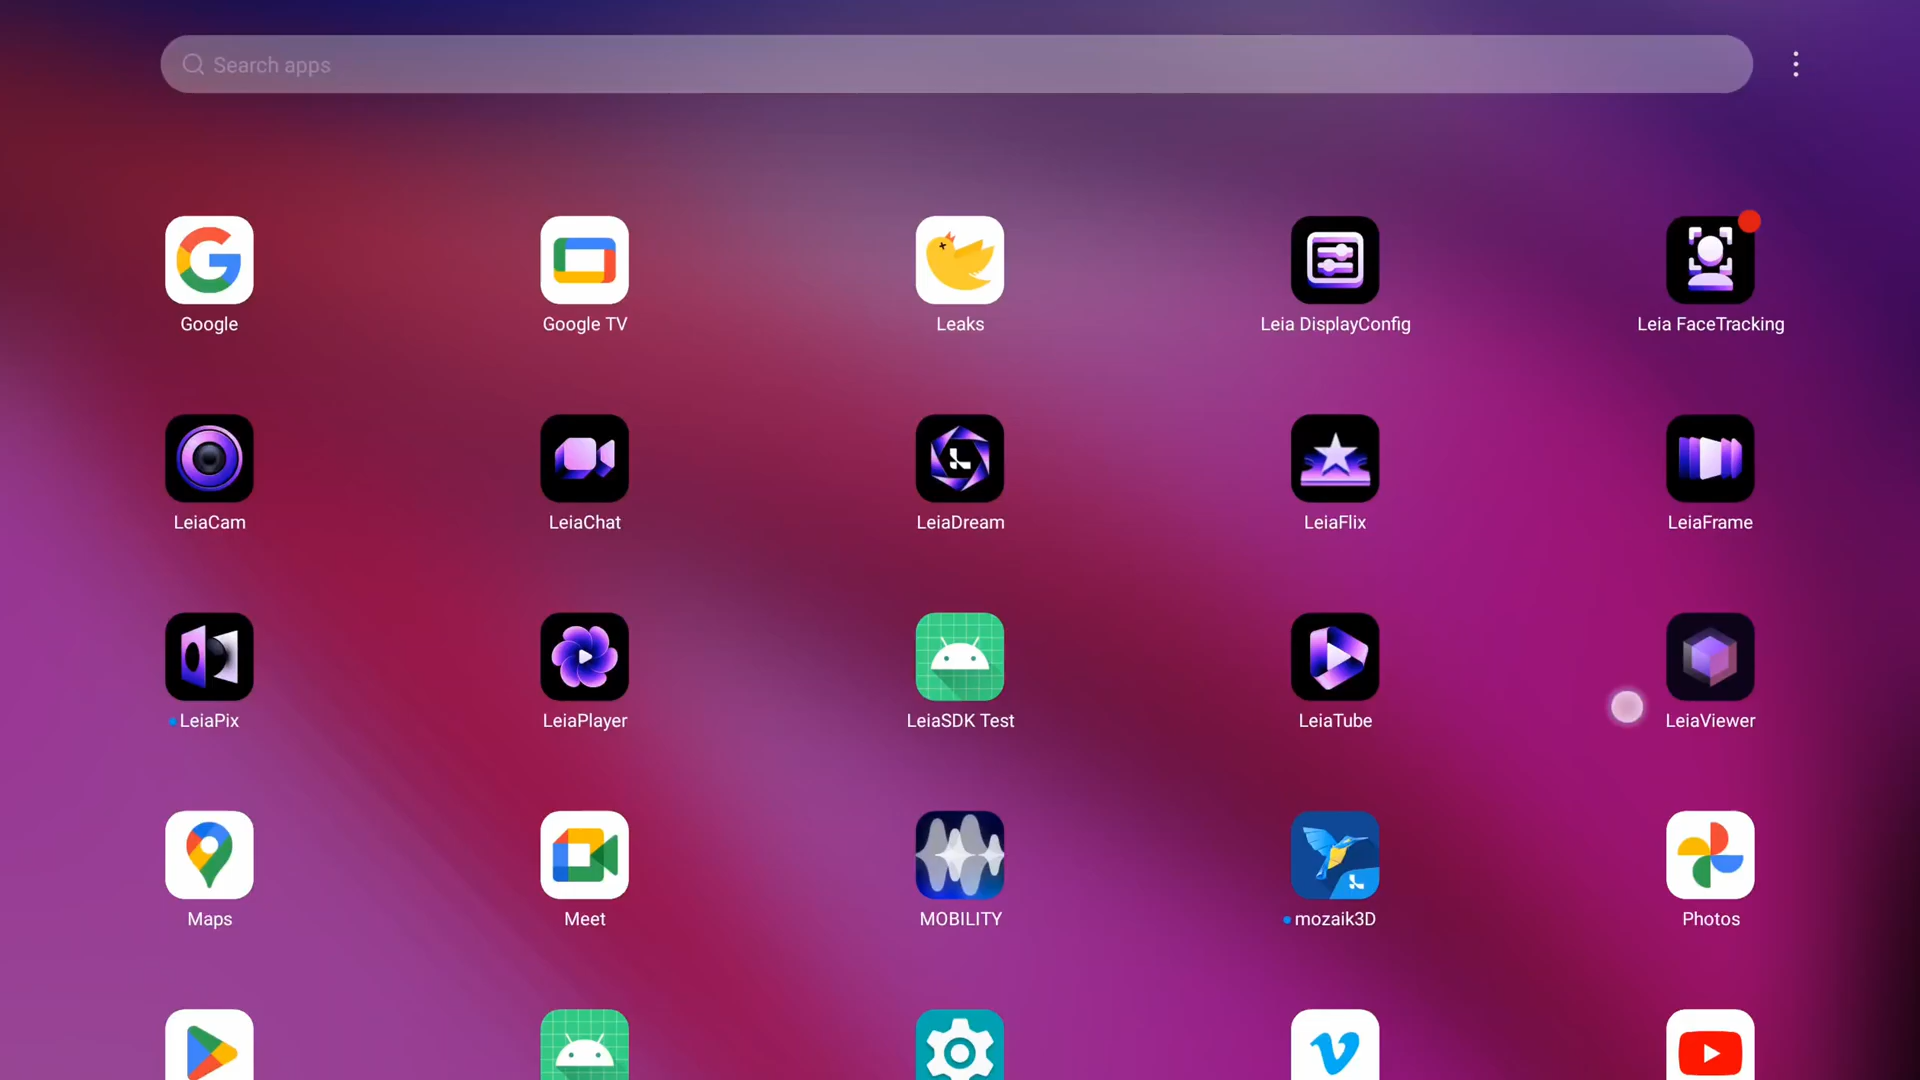 Search apps
Google
Google TV
Leaks
Leia DisplayConfig
Leia FaceTracking
LeiaCam
LeiaChat
LeiaDream
LeiaFlix
LeiaFrame
LeiaPix
LeiaPlayer
LeiaSDK Test
LeiaTube
LeiaViewer
Maps
Meet
MOBILITY
mozaik3D
Photos